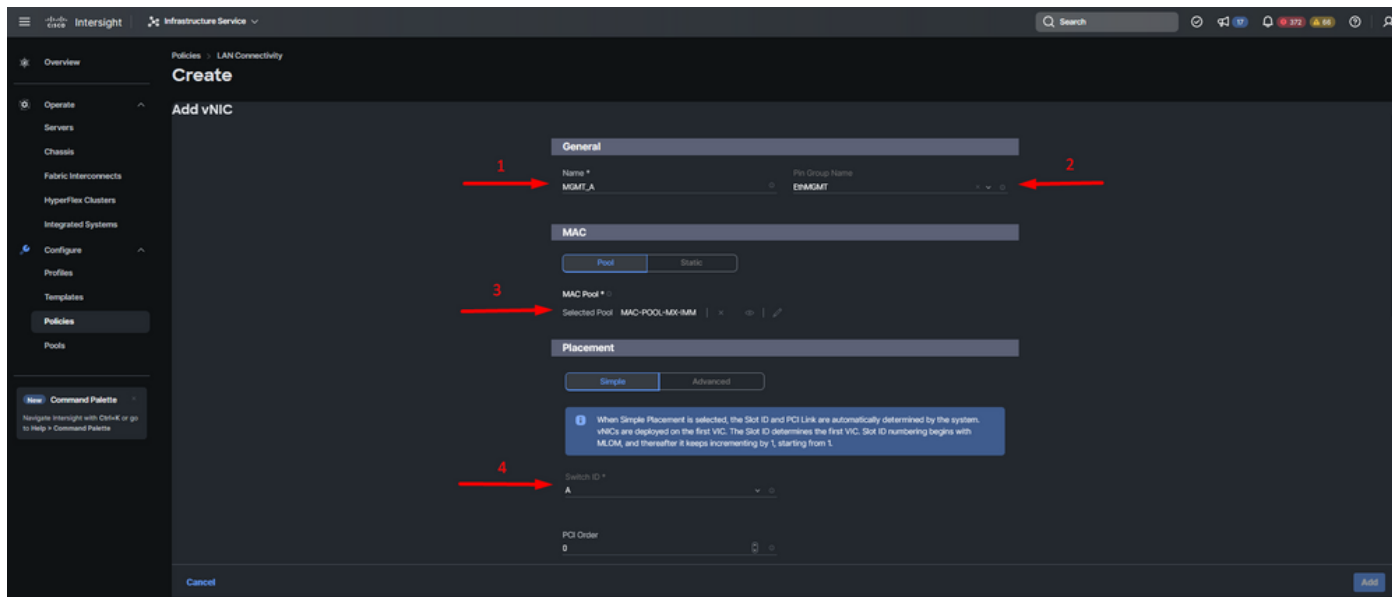 cisco Intersight
Infrastructure Service
Search
17
372
66
Overview
Operate
Servers
Chassis
Fabric Interconnects
HyperFlex Clusters
Integrated Systems
Configure
Profiles
Templates
Policies
Pools
New Command Palette
Navigate Intersight with Ctrl+K or go
to Help > Command Palette
Policies > LAN Connectivity
Create
Add vNIC
General
1
Name *
MGMT_A
Pin Group Name
EthMGMT
2
MAC
Pool
Static
3
MAC Pool *
Selected Pool MAC-POOL-MX-IMM
Placement
Simple
Advanced
When Simple Placement is selected, the Slot ID and PCI Link are automatically determined by the system.
vNICs are deployed on the first VIC. The Slot ID determines the first VIC. Slot ID numbering begins with
MLOM, and thereafter it keeps incrementing by 1, starting from 1.
4
Switch ID *
A
PCI Order
0
Cancel
Add